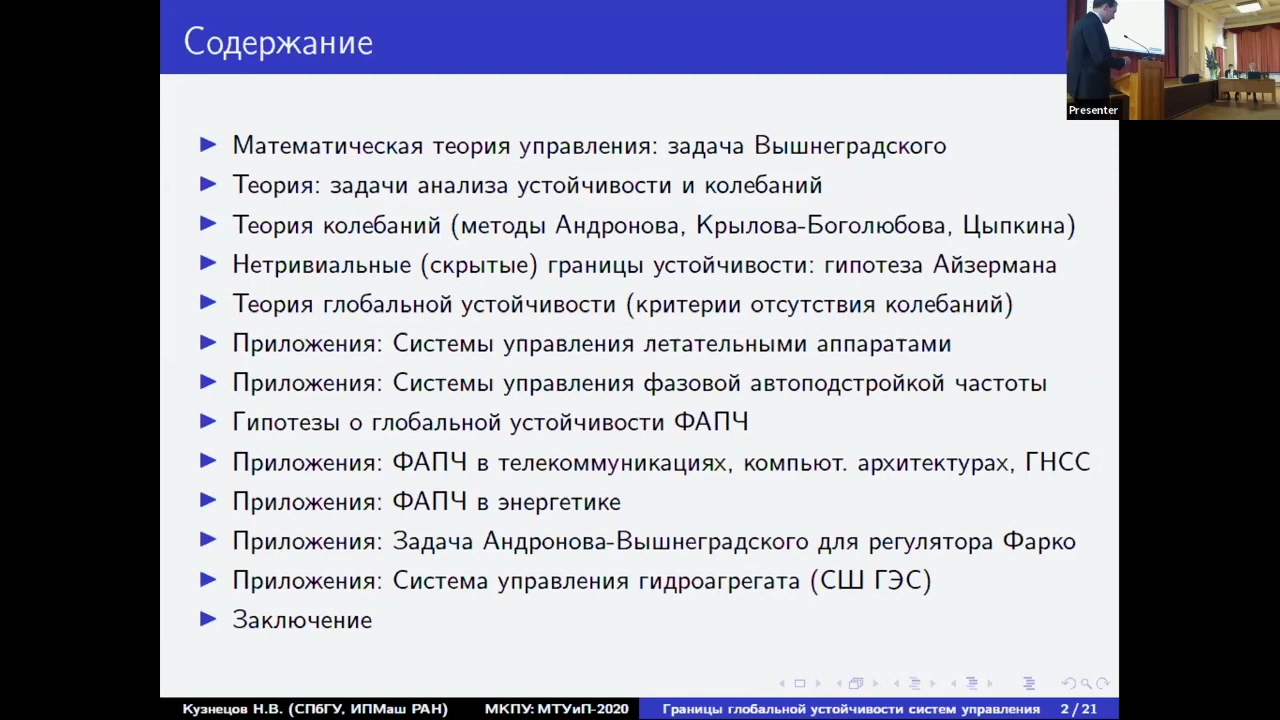 Содержание
Presenter
Математическая теория управления: задача Вышнеградского
Теория: задачи анализа устойчивости и колебаний
Теория колебаний (методы Андронова, Крылова-Боголюбова, Цыпкина)
Нетривиальные (скрытые) границы устойчивости: гипотеза Айзермана
Теория глобальной устойчивости (критерии отсутствия колебаний)
Приложения: Системы управления летательными аппаратами
Приложения: Системы управления фазовой автоподстройкой частоты
Гипотезы о глобальной устойчивости ФАПЧ
Приложения: ФАПЧ в телекоммуникациях, компьют. архитектурах, ГНСС
Приложения: ФАПЧ в энергетике
Приложения: Задача Андронова-Вышнеградского для регулятора Фарко
Приложения: Система управления гидроагрегата (СШ ГЭС)
Заключение
Кузнецов Н.В. (СПбГУ, ИПМаш РАН) МКПУ: МТУиП-2020 Границы глобальной устойчивости систем управления 2 / 21